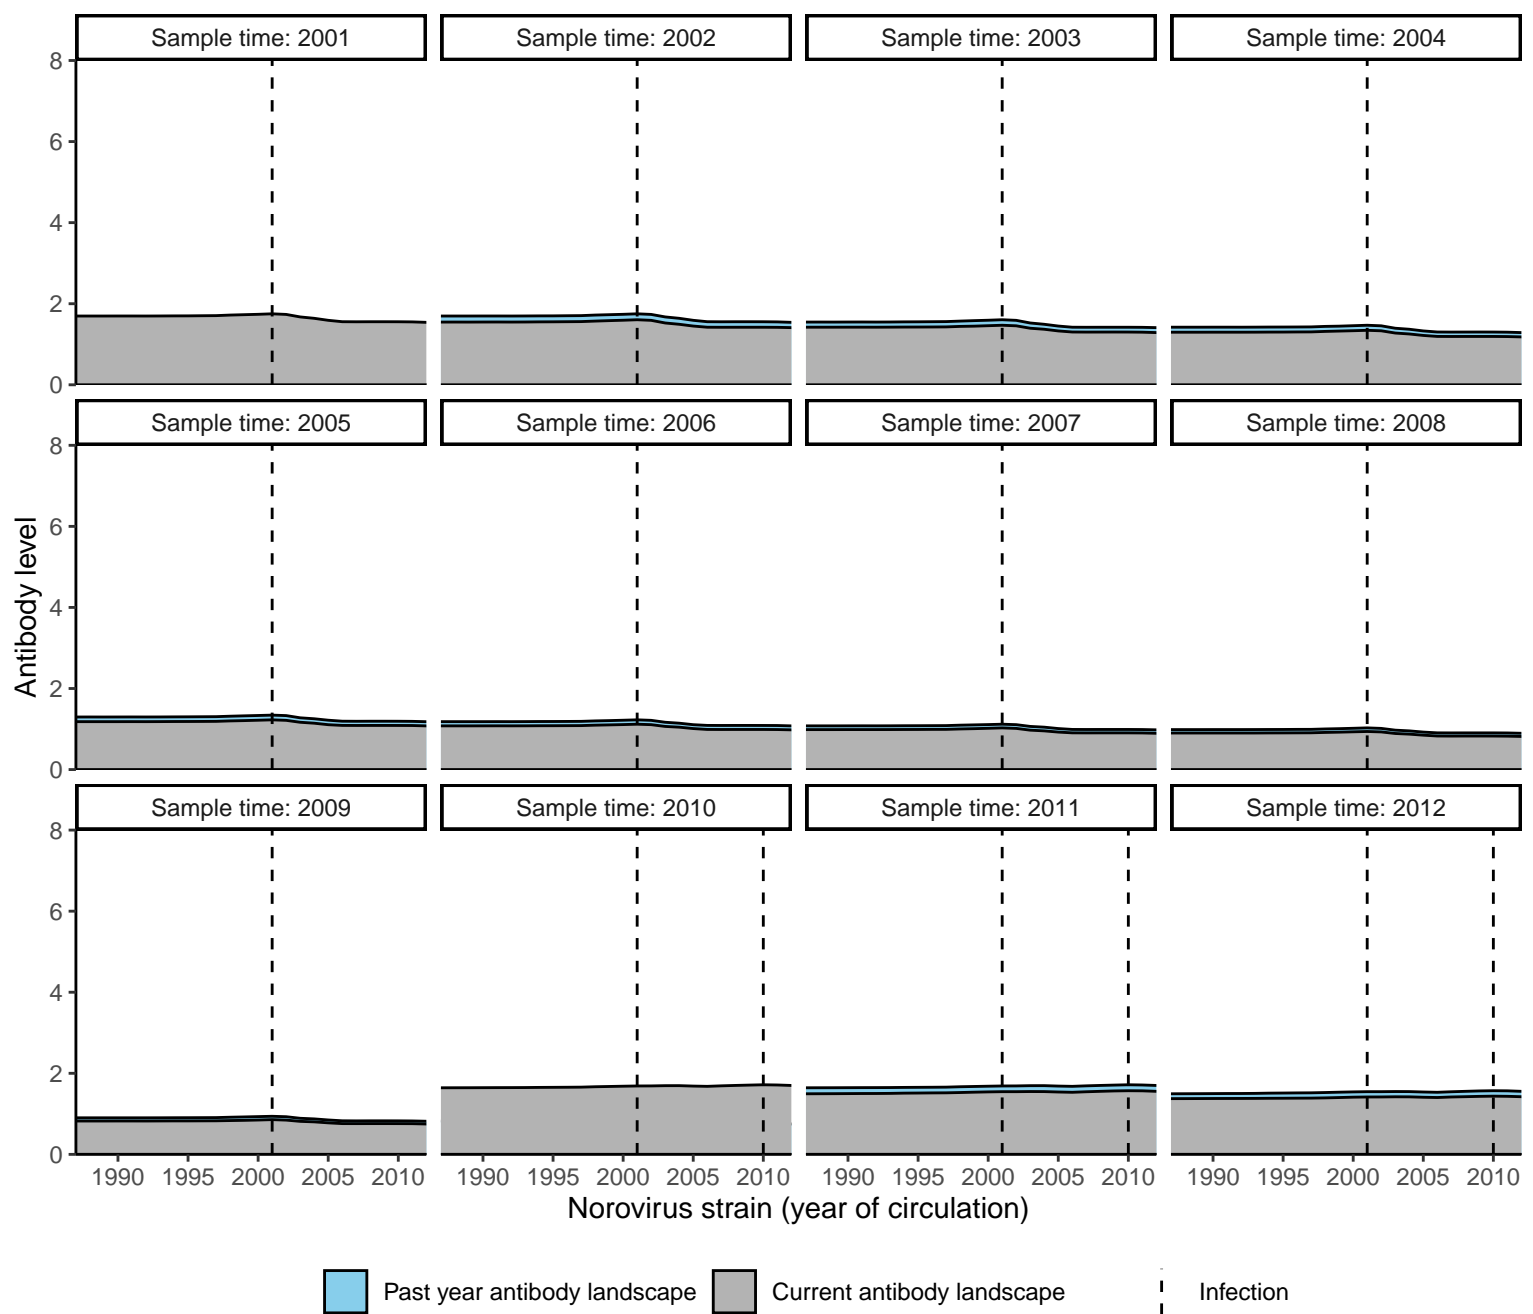 Sample time: 2001 Sample time: 2002 Sample time: 2003 Sample time: 2004
8
6
4
2
0
Sample time: 2005 Sample time: 2006 Sample time: 2007 Sample time: 2008
8
6
4
2
0
Sample time: 2009 Sample time: 2010 Sample time: 2011 Sample time: 2012
8
6
4
2
0
Antibody level
1990 1995 2000 2005 2010 1990 1995 2000 2005 2010 1990 1995 2000 2005 2010 1990 1995 2000 2005 2010
Norovirus strain (year of circulation)
Past year antibody landscape Current antibody landscape Infection